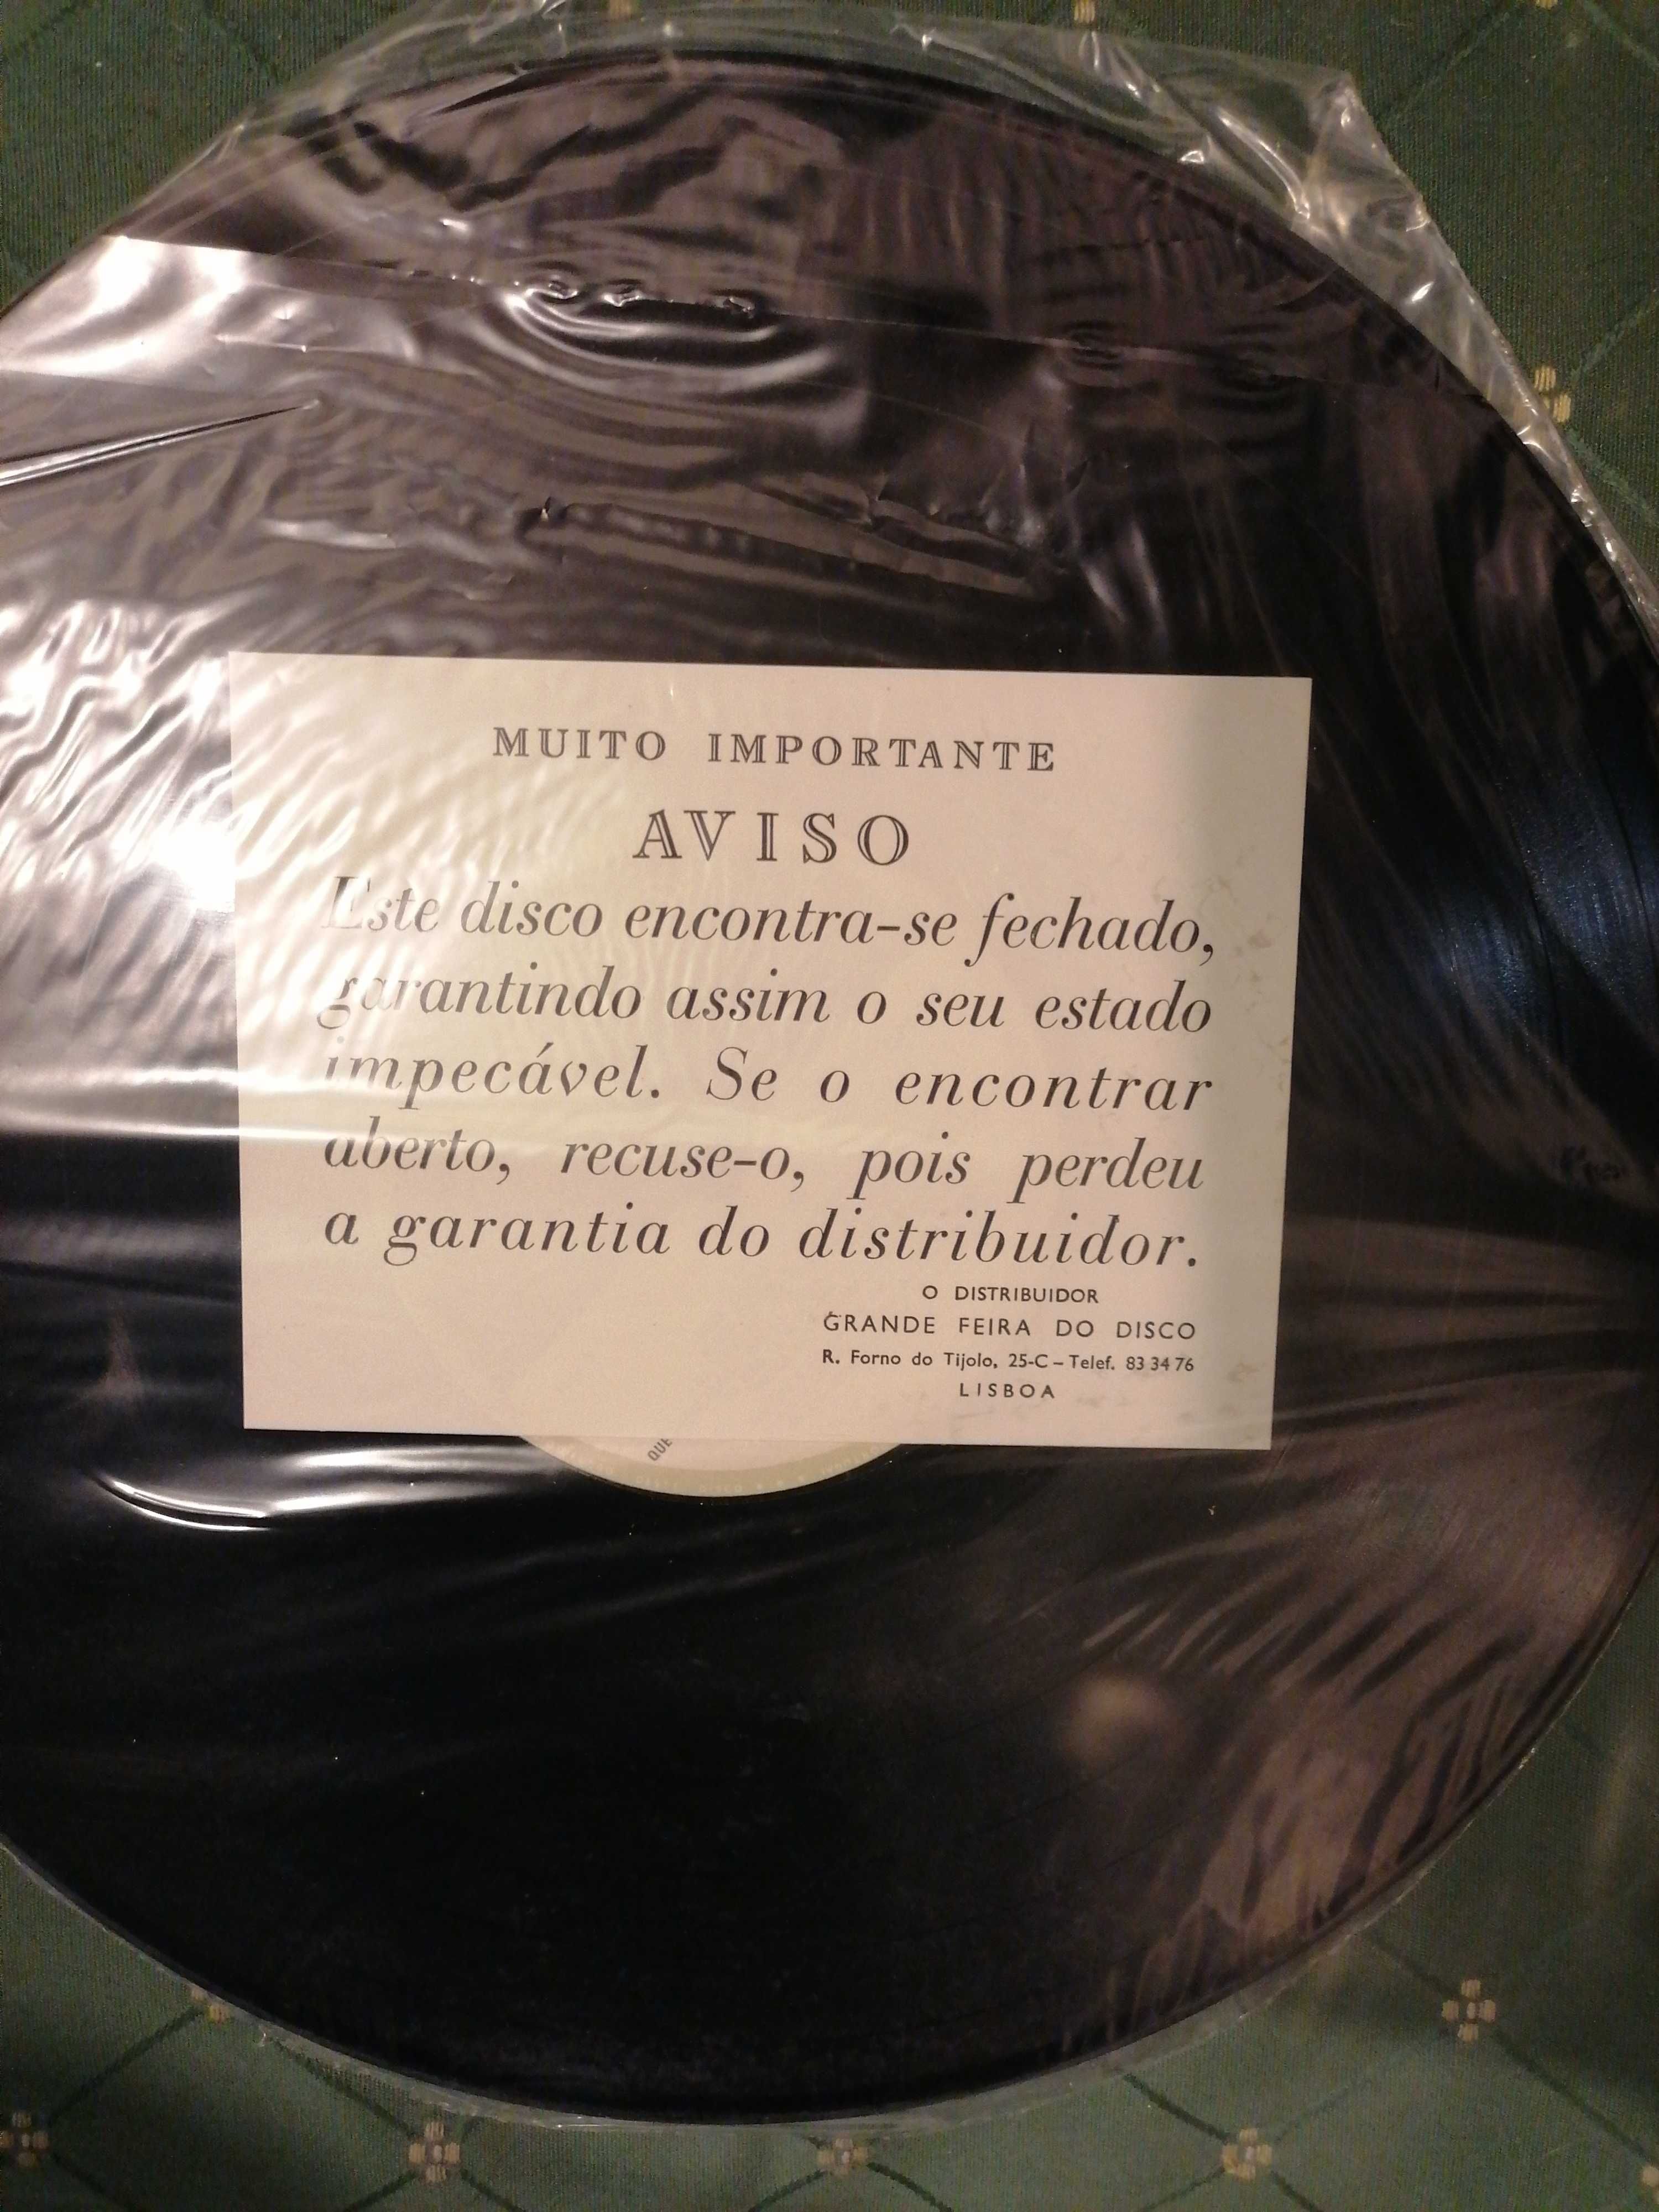 MUITO IMPORTANTE
AVISO
Este disco encontra-se fechado,
garantindo assim o seu estado
impecável. Se o encontrar
aberto, recuse-o, pois perdeu
a garantia do distribuidor.
O DISTRIBUIDOR
GRANDE FEIRA DO DISCO
R. Forno do Tijolo, 25-C – Telef. 83 34 76
LISBOA
QUE